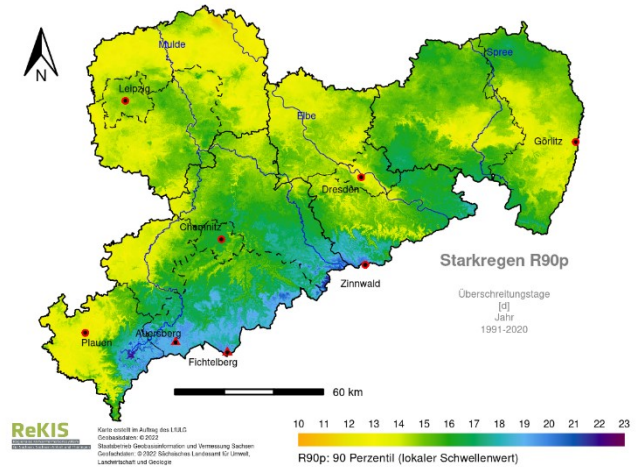 Mulde
Spree
Leipzig
Elbe
N
Görlitz
Dresden
Chemnitz
Starkregen R90p
Zinnwald
Überschreitungstage
[d]
Jahr
1991-2020
Auersberg
Plauen
Fichtelberg
60 km
ReKIS
Karte erstellt im Auftrag des LfULG
Geobasisdaten: © 2022
Staatsbetrieb Geobasisinformation und Vermessung Sachsen
Geofachdaten: © 2022 Sächsisches Landesamt für Umwelt,
Landwirtschaft und Geologie
10 11 12 13 14 15 16 17 18 19 20 21 22 23
R90p: 90 Perzentil (lokaler Schwellenwert)